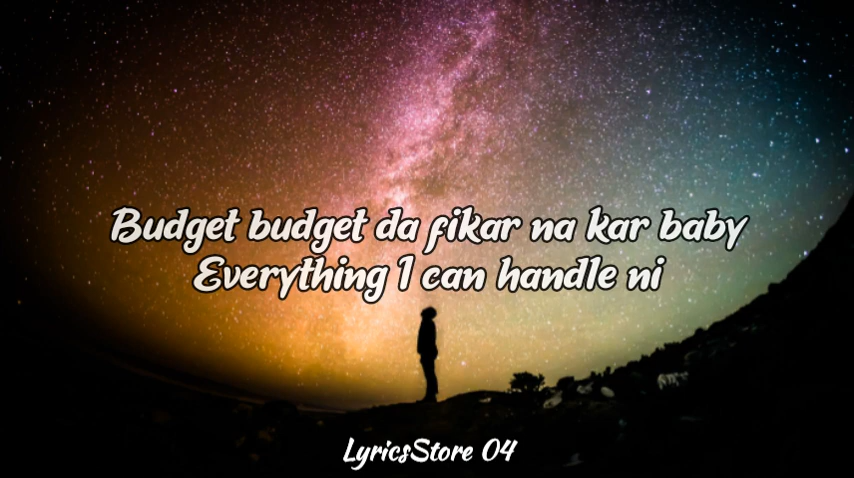 Budget budget da fikar na kar baby
Everything I can handle ni
LyricsStore 04